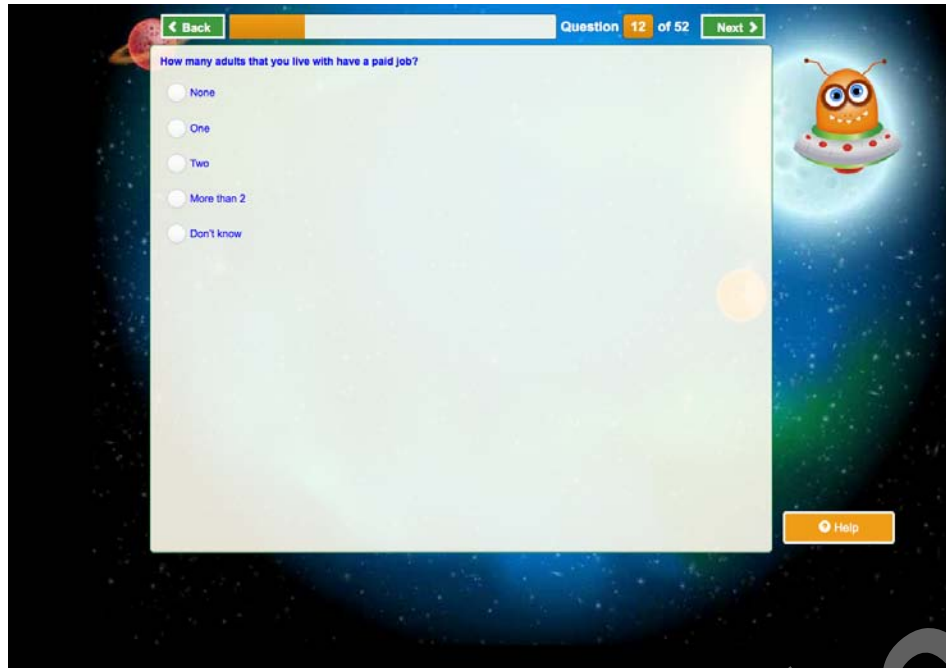 Back
Question 12 of 52
Next
How many adults that you live with have a paid job?
None
One
Two
More than 2
Don't know
Help